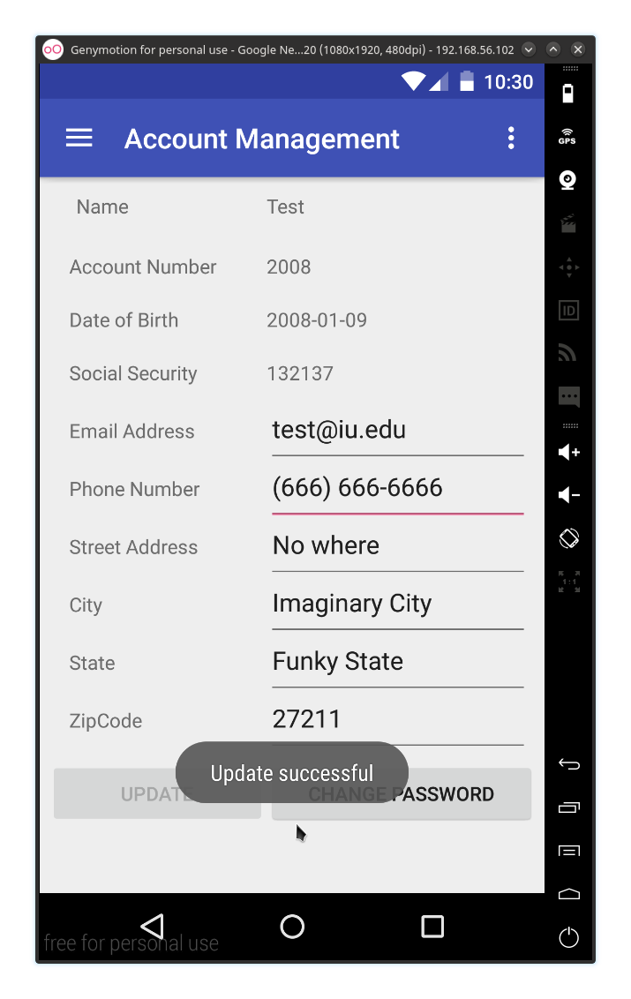 Genymotion for personal use - Google Ne...20 (1080x1920, 480dpi) - 192.168.56.102
10:30
Account Management
GPS
Name Test
Account Number 2008
Date of Birth 2008-01-09
ID
Social Security 132137
Email Address test@iu.edu
Phone Number (666) 666-6666
Street Address No where
1:1
City Imaginary City
State Funky State
ZipCode 27211
Update successful
UPDATE CHANGE PASSWORD
free for personal use